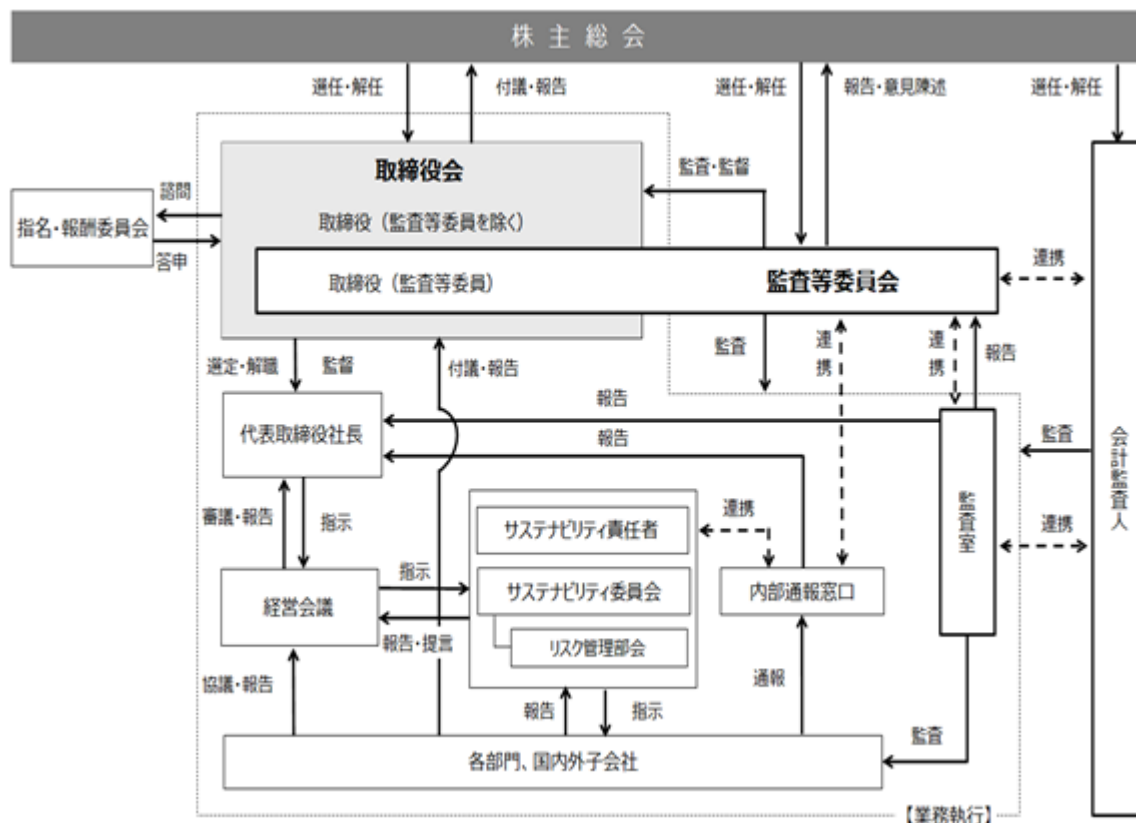 株主総会
選任・解任
付議・報告
選任・解任
報告・意見陳述
選任・解任
取締役会
監査・監督
諮問
指名・報酬委員会
取締役（監査等委員を除く）
答申
連携
取締役（監査等委員）
監査等委員会
選定・解職
監督
付議・報告
監査
連携
連携
報告
報告
代表取締役社長
報告
監査
会計監査人
審議・報告
指示
連携
サステナビリティ責任者
監査室
連携
指示
サステナビリティ委員会
内部通報窓口
経営会議
報告・提言
リスク管理部会
協議・報告
通報
報告
指示
監査
各部門、国内外子会社
【業務執行】